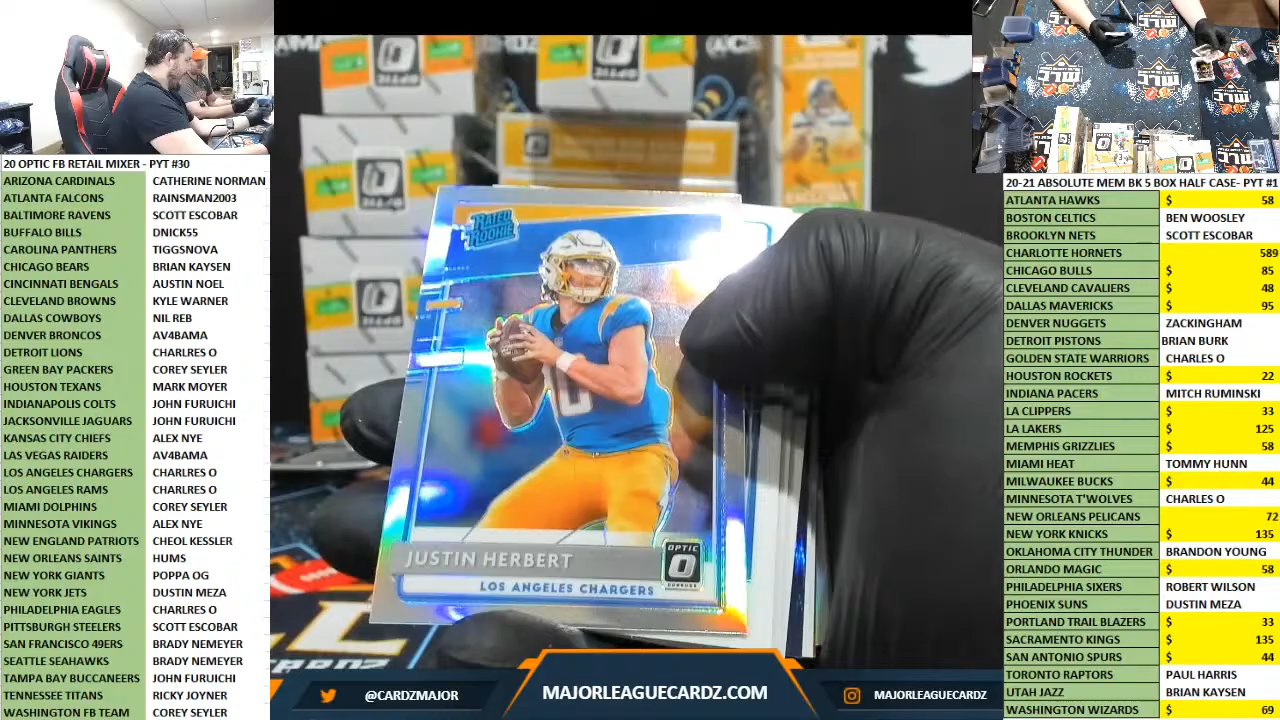 20 OPTIC FB RETAIL MIXER - PYT #30
ARIZONA CARDINALS CATHERINE NORMAN
ATLANTA FALCONS RAINSMAN2003
BALTIMORE RAVENS SCOTT ESCOBAR
BUFFALO BILLS DNICK55
CAROLINA PANTHERS TIGGSNOVA
CHICAGO BEARS BRIAN KAYSEN
CINCINNATI BENGALS AUSTIN NOEL
CLEVELAND BROWNS KYLE WARNER
DALLAS COWBOYS NIL REB
DENVER BRONCOS AV4BAMA
DETROIT LIONS CHARLRES O
GREEN BAY PACKERS COREY SEYLER
HOUSTON TEXANS MARK MOYER
INDIANAPOLIS COLTS JOHN FURUICHI
JACKSONVILLE JAGUARS JOHN FURUICHI
KANSAS CITY CHIEFS ALEX NYE
LAS VEGAS RAIDERS AV4BAMA
LOS ANGELES CHARGERS CHARLRES O
LOS ANGELES RAMS CHARLRES O
MIAMI DOLPHINS COREY SEYLER
MINNESOTA VIKINGS ALEX NYE
NEW ENGLAND PATRIOTS CHEOL KESSLER
NEW ORLEANS SAINTS HUMS
NEW YORK GIANTS POPPA OG
NEW YORK JETS DUSTIN MEZA
PHILADELPHIA EAGLES CHARLRES O
PITTSBURGH STEELERS SCOTT ESCOBAR
SAN FRANCISCO 49ERS BRADY NEMEYER
SEATTLE SEAHAWKS BRADY NEMEYER
TAMPA BAY BUCCANEERS JOHN FURUICHI
TENNESSEE TITANS RICKY JOYNER
WASHINGTON FB TEAM COREY SEYLER
RATED
ROOKIE
10
JUSTIN HERBERT
OPTIC
DONRUSS
LOS ANGELES CHARGERS
@CARDZMAJOR
MAJORLEAGUECARDZ.COM
MAJORLEAGUECARDZ
20-21 ABSOLUTE MEM BK 5 BOX HALF CASE- PYT #1
ATLANTA HAWKS $ 58
BOSTON CELTICS BEN WOOSLEY
BROOKLYN NETS SCOTT ESCOBAR
CHARLOTTE HORNETS 589
CHICAGO BULLS $ 85
CLEVELAND CAVALIERS $ 48
DALLAS MAVERICKS $ 95
DENVER NUGGETS ZACKINGHAM
DETROIT PISTONS BRIAN BURK
GOLDEN STATE WARRIORS CHARLES O
HOUSTON ROCKETS $ 22
INDIANA PACERS MITCH RUMINSKI
LA CLIPPERS $ 33
LA LAKERS $ 125
MEMPHIS GRIZZLIES $ 58
MIAMI HEAT TOMMY HUNN
MILWAUKEE BUCKS $ 44
MINNESOTA T'WOLVES CHARLES O
NEW ORLEANS PELICANS 72
NEW YORK KNICKS $ 135
OKLAHOMA CITY THUNDER BRANDON YOUNG
ORLANDO MAGIC $ 58
PHILADELPHIA SIXERS ROBERT WILSON
PHOENIX SUNS DUSTIN MEZA
PORTLAND TRAIL BLAZERS $ 33
SACRAMENTO KINGS $ 135
SAN ANTONIO SPURS $ 44
TORONTO RAPTORS PAUL HARRIS
UTAH JAZZ BRIAN KAYSEN
WASHINGTON WIZARDS $ 69